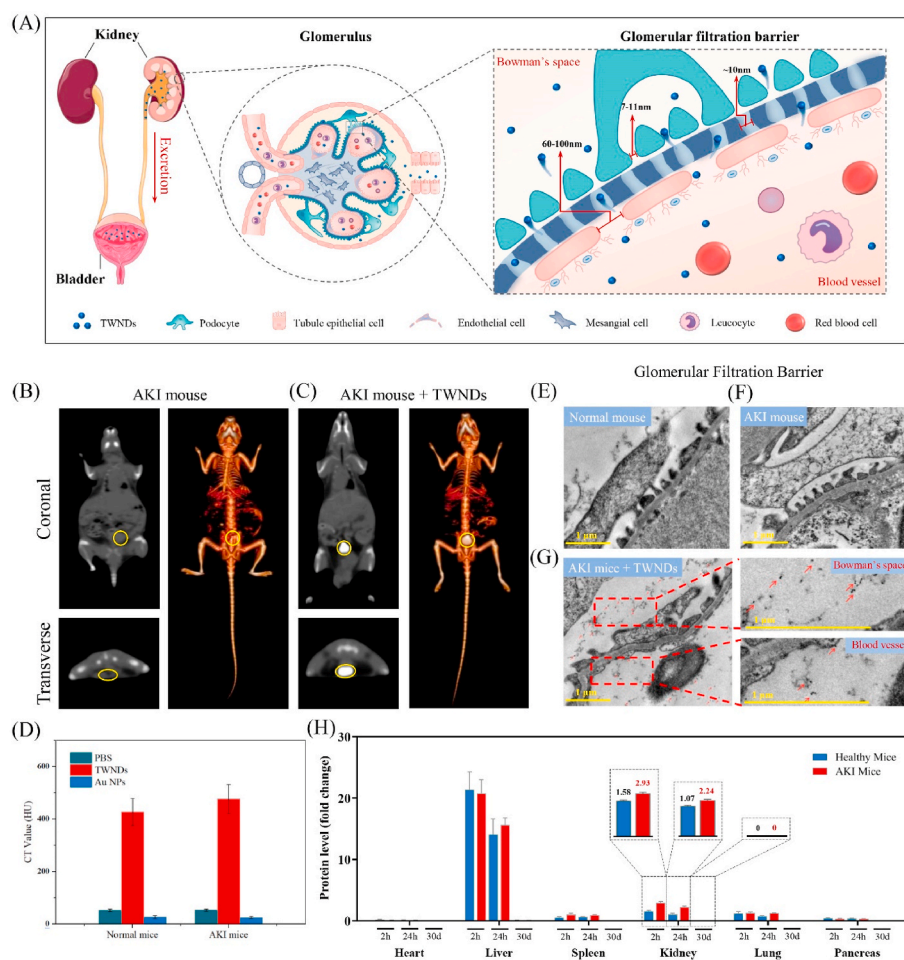 (A)
Kidney
Glomerulus
Glomerular filtration barrier
Bowman's space
~10nm
7-11nm
60-100nm
Excretion
Bladder
Blood vessel
TWNDs
Podocyte
Tubule epithelial cell
Endothelial cell
Mesangial cell
Leucocyte
Red blood cell
Glomerular Filtration Barrier
(B)
AKI mouse
(C)
AKI mouse + TWNDs
(E)
Normal mouse
1 μm
(F)
AKI mouse
1 μm
Coronal
Transverse
(G)
AKI mice + TWNDs
1 μm
Bowman's space
1 μm
Blood vessel
1 μm
(D)
PBS
TWNDs
Au NPs
CT Value (HU)
600
400
200
0
Normal mice
AKI mice
(H)
Protein level (fold change)
30
20
10
0
Healthy Mice
AKI Mice
1.58 2.93
1.07 2.24
0 0
2h 24h 30d 2h 24h 30d 2h 24h 30d 2h 24h 30d 2h 24h 30d 2h 24h 30d
Heart Liver Spleen Kidney Lung Pancreas